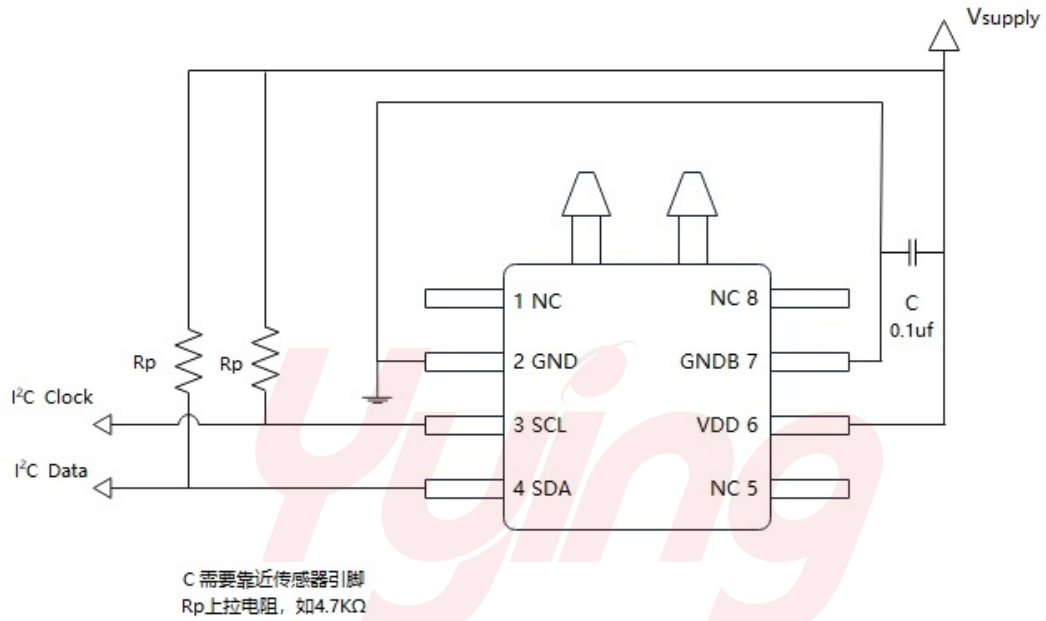 Vsupply
1 NC
NC 8
C
0.1uf
Rp
Rp
2 GND
GNDB 7
I²C Clock
3 SCL
VDD 6
I²C Data
4 SDA
NC 5
Yying
C 需要靠近传感器引脚
Rp上拉电阻，如4.7KΩ